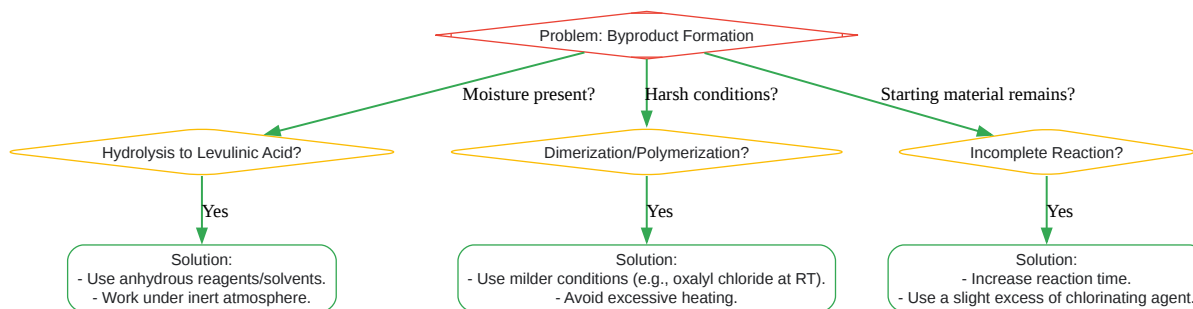 Problem: Byproduct Formation
Moisture present?
Harsh conditions?
Starting material remains?
Hydrolysis to Levulinic Acid?
Dimerization/Polymerization?
Incomplete Reaction?
Yes
Yes
Yes
Solution:
- Use anhydrous reagents/solvents.
- Work under inert atmosphere.
Solution:
- Use milder conditions (e.g., oxalyl chloride at RT).
- Avoid excessive heating.
Solution:
- Increase reaction time.
- Use a slight excess of chlorinating agent.